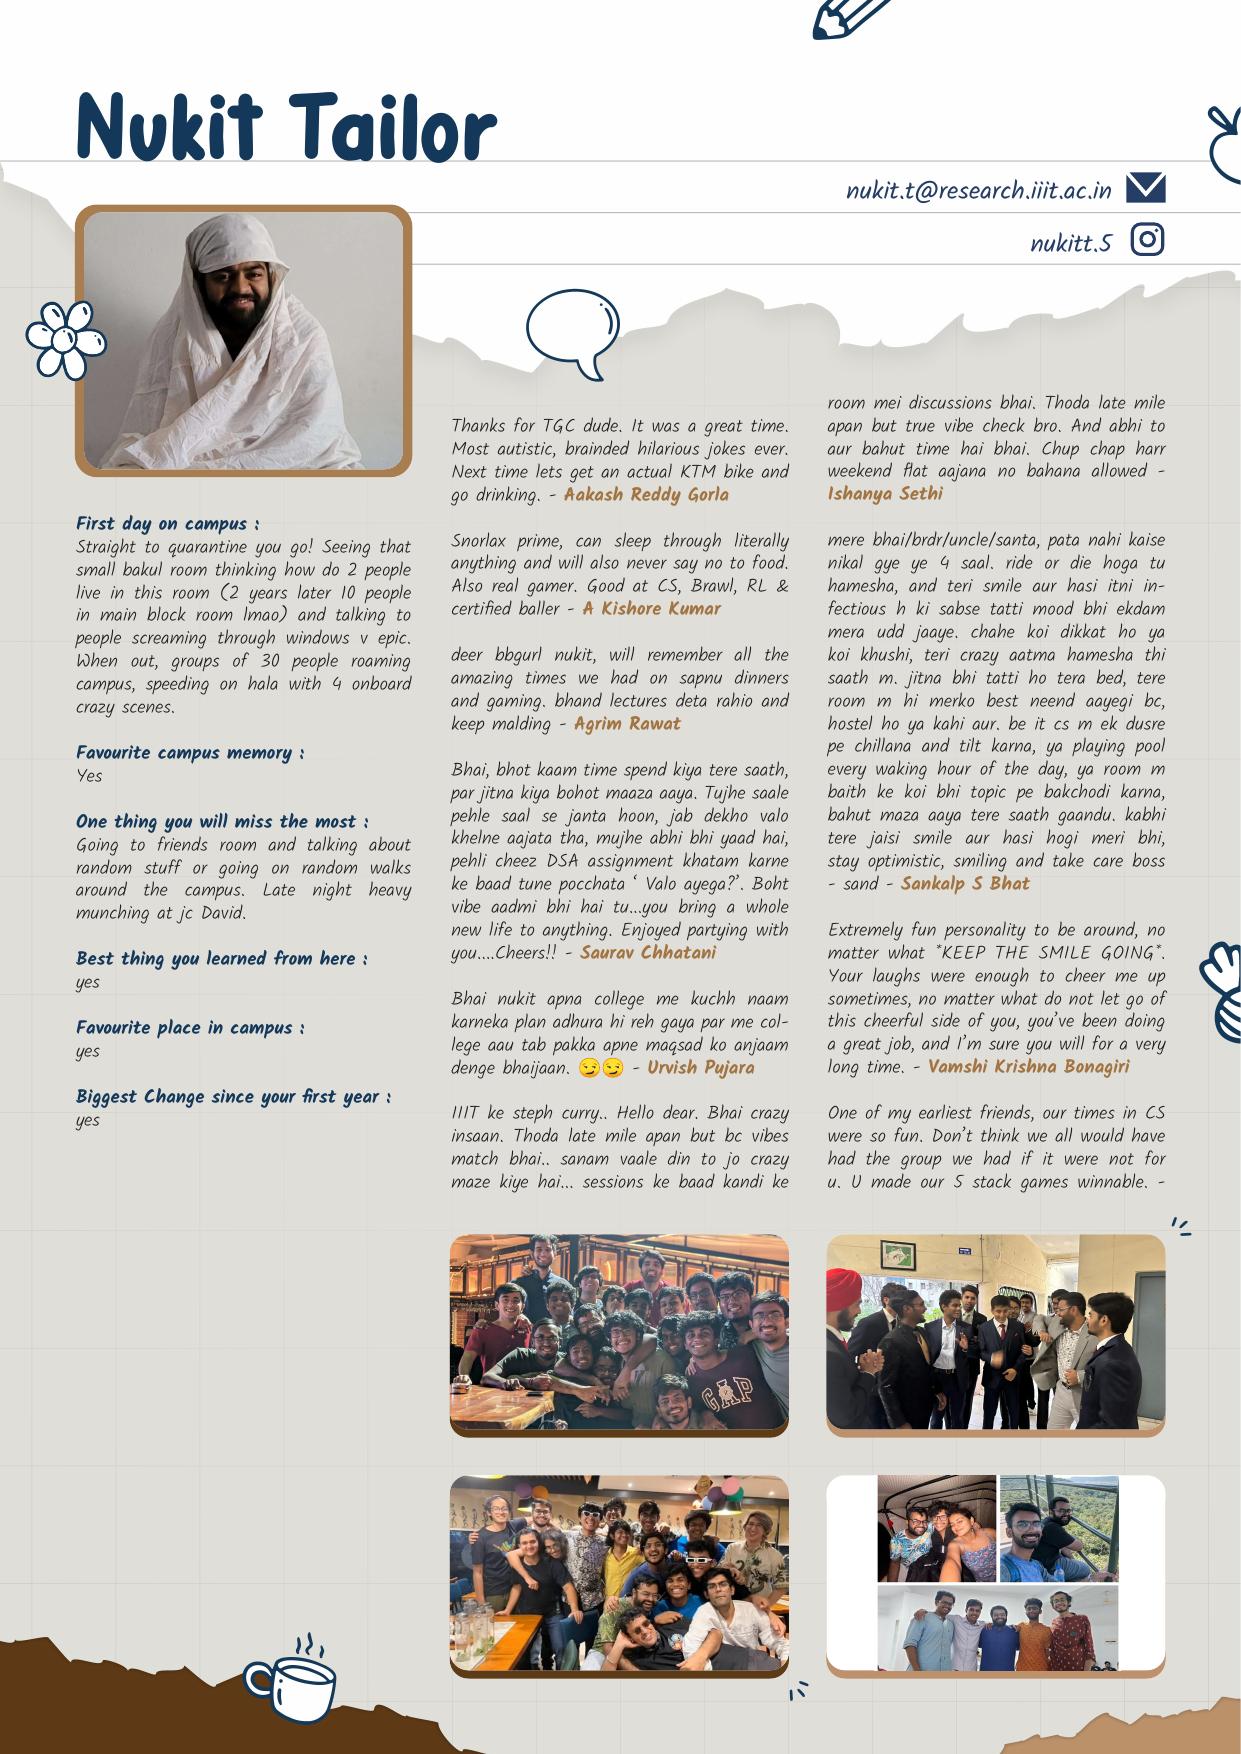 Nukit Tailor
nukit.t@research.iiit.ac.in
nukitt.5
First day on campus :
Straight to quarantine you go! Seeing that
small bakul room thinking how do 2 people
live in this room (2 years later 10 people
in main block room lmao) and talking to
people screaming through windows v epic.
When out, groups of 30 people roaming
campus, speeding on hala with 4 onboard
crazy scenes.
Favourite campus memory :
Yes
One thing you will miss the most :
Going to friends room and talking about
random stuff or going on random walks
around the campus. Late night heavy
munching at jc David.
Best thing you learned from here :
yes
Favourite place in campus :
yes
Biggest Change since your first year :
yes
Thanks for TGC dude. It was a great time.
Most autistic, brainded hilarious jokes ever.
Next time lets get an actual KTM bike and
go drinking. - Aakash Reddy Gorla
Snorlax prime, can sleep through literally
anything and will also never say no to food.
Also real gamer. Good at CS, Brawl, RL &
certified baller - A Kishore Kumar
deer bbgurl nukit, will remember all the
amazing times we had on sapnu dinners
and gaming. bhand lectures deta rahio and
keep malding - Agrim Rawat
Bhai, bhot kaam time spend kiya tere saath,
par jitna kiya bohot maaza aaya. Tujhe saale
pehle saal se janta hoon, jab dekho valo
khelne aajata tha, mujhe abhi bhi yaad hai,
pehli cheez DSA assignment khatam karne
ke baad tune pocchata ‘ Valo ayega?’. Boht
vibe aadmi bhi hai tu...you bring a whole
new life to anything. Enjoyed partying with
you....Cheers!! - Saurav Chhatani
Bhai nukit apna college me kuchh naam
karneka plan adhura hi reh gaya par me col-
lege aau tab pakka apne maqsad ko anjaam
denge bhaijaan. 😏😏 - Urvish Pujara
IIIT ke steph curry.. Hello dear. Bhai crazy
insaan. Thoda late mile apan but bc vibes
match bhai.. sanam vaale din to jo crazy
maze kiye hai... sessions ke baad kandi ke
room mei discussions bhai. Thoda late mile
apan but true vibe check bro. And abhi to
aur bahut time hai bhai. Chup chap harr
weekend flat aajana no bahana allowed -
Ishanya Sethi
mere bhai/brdr/uncle/santa, pata nahi kaise
nikal gye ye 4 saal. ride or die hoga tu
hamesha, and teri smile aur hasi itni in-
fectious h ki sabse tatti mood bhi ekdam
mera udd jaaye. chahe koi dikkat ho ya
koi khushi, teri crazy aatma hamesha thi
saath m. jitna bhi tatti ho tera bed, tere
room m hi merko best neend aayegi bc,
hostel ho ya kahi aur. be it cs m ek dusre
pe chillana and tilt karna, ya playing pool
every waking hour of the day, ya room m
baith ke koi bhi topic pe bakchodi karna,
bahut maza aaya tere saath gaandu. kabhi
tere jaisi smile aur hasi hogi meri bhi,
stay optimistic, smiling and take care boss
- sand - Sankalp S Bhat
Extremely fun personality to be around, no
matter what *KEEP THE SMILE GOING*.
Your laughs were enough to cheer me up
sometimes, no matter what do not let go of
this cheerful side of you, you’ve been doing
a great job, and I’m sure you will for a very
long time. - Vamshi Krishna Bonagiri
One of my earliest friends, our times in CS
were so fun. Don’t think we all would have
had the group we had if it were not for
u. U made our 5 stack games winnable. -
GAP